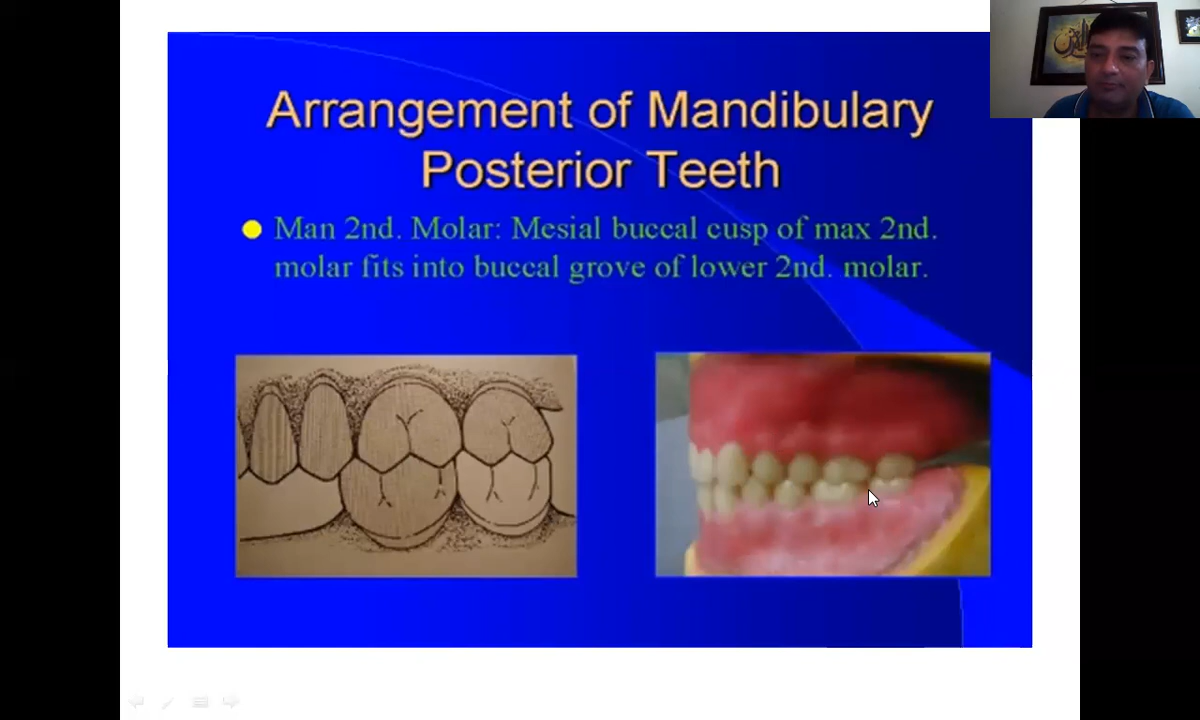 Arrangement of Mandibulary
Posterior Teeth
Man 2nd. Molar: Mesial buccal cusp of max 2nd.
molar fits into buccal grove of lower 2nd. molar.